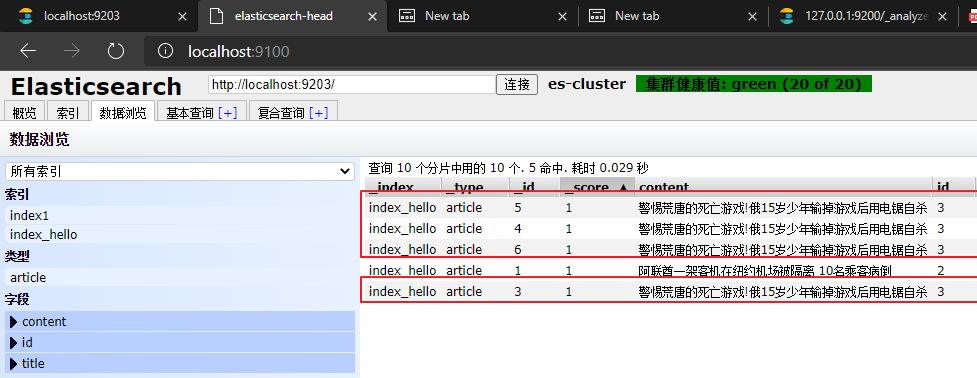 localhost:9203
elasticsearch-head
New tab
New tab
127.0.0.1:9200/_analyze
localhost:9100
Elasticsearch
http://localhost:9203/
连接
es-cluster
集群健康值: green (20 of 20)
概览
索引
数据浏览
基本查询 [+]
复合查询 [+]
数据浏览
所有索引
索引
index1
index_hello
类型
article
字段
content
id
title
查询 10 个分片中用的 10 个. 5 命中. 耗时 0.029 秒
_index _type _id _score ▲ content id
index_hello article 5 1 警惕荒唐的死亡游戏!俄15岁少年输掉游戏后用电锯自杀 3
index_hello article 4 1 警惕荒唐的死亡游戏!俄15岁少年输掉游戏后用电锯自杀 3
index_hello article 6 1 警惕荒唐的死亡游戏!俄15岁少年输掉游戏后用电锯自杀 3
index_hello article 1 1 阿联酋一架客机在纽约机场被隔离 10名乘客病倒 2
index_hello article 3 1 警惕荒唐的死亡游戏!俄15岁少年输掉游戏后用电锯自杀 3